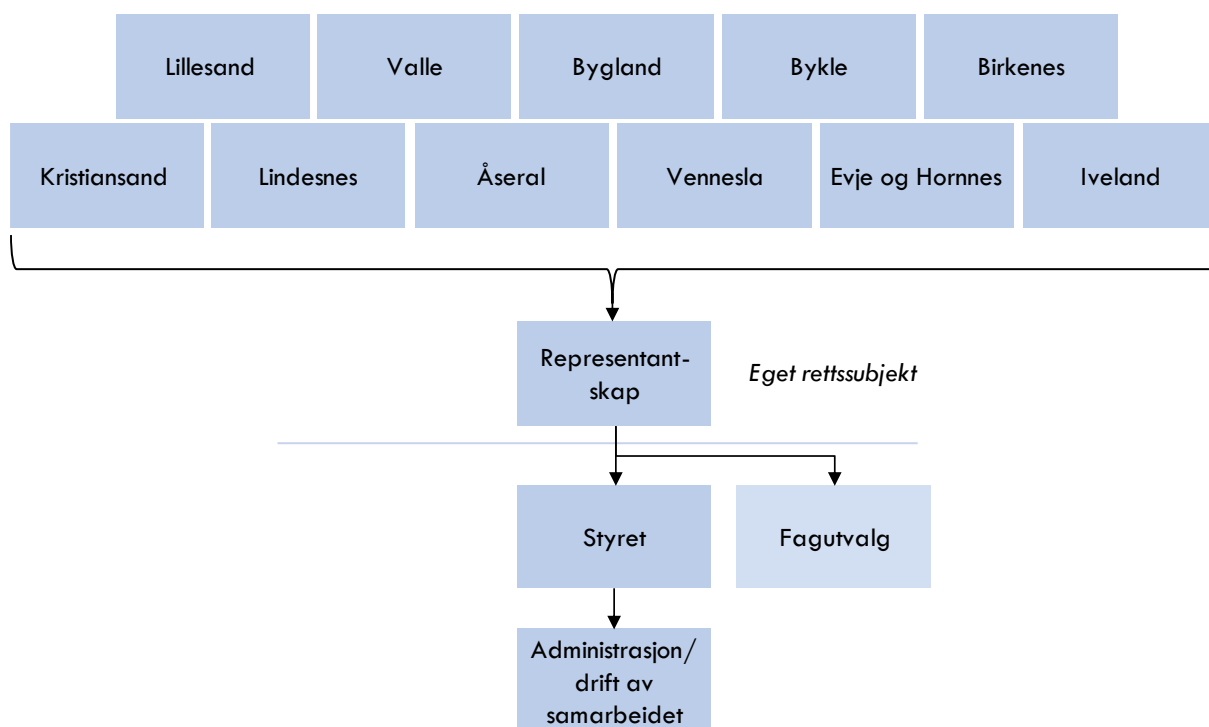 Lillesand
Valle
Bygland
Bykle
Birkenes
Kristiansand
Lindesnes
Åseral
Vennesla
Evje og Hornnes
Iveland
Representant-
skap
Eget rettssubjekt
Styret
Fagutvalg
Administrasjon/
drift av
samarbeidet